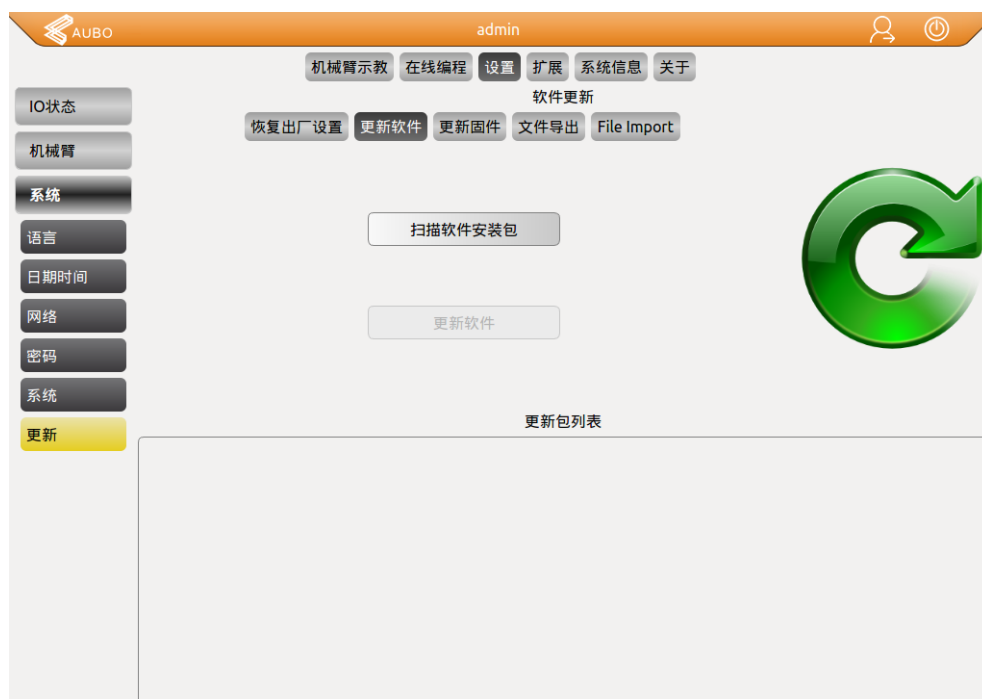 AUBO
admin
机械臂示教 在线编程 设置 扩展 系统信息 关于
软件更新
恢复出厂设置 更新软件 更新固件 文件导出 File Import
IO状态
机械臂
系统
语言
日期时间
网络
密码
系统
更新
扫描软件安装包
更新软件
更新包列表